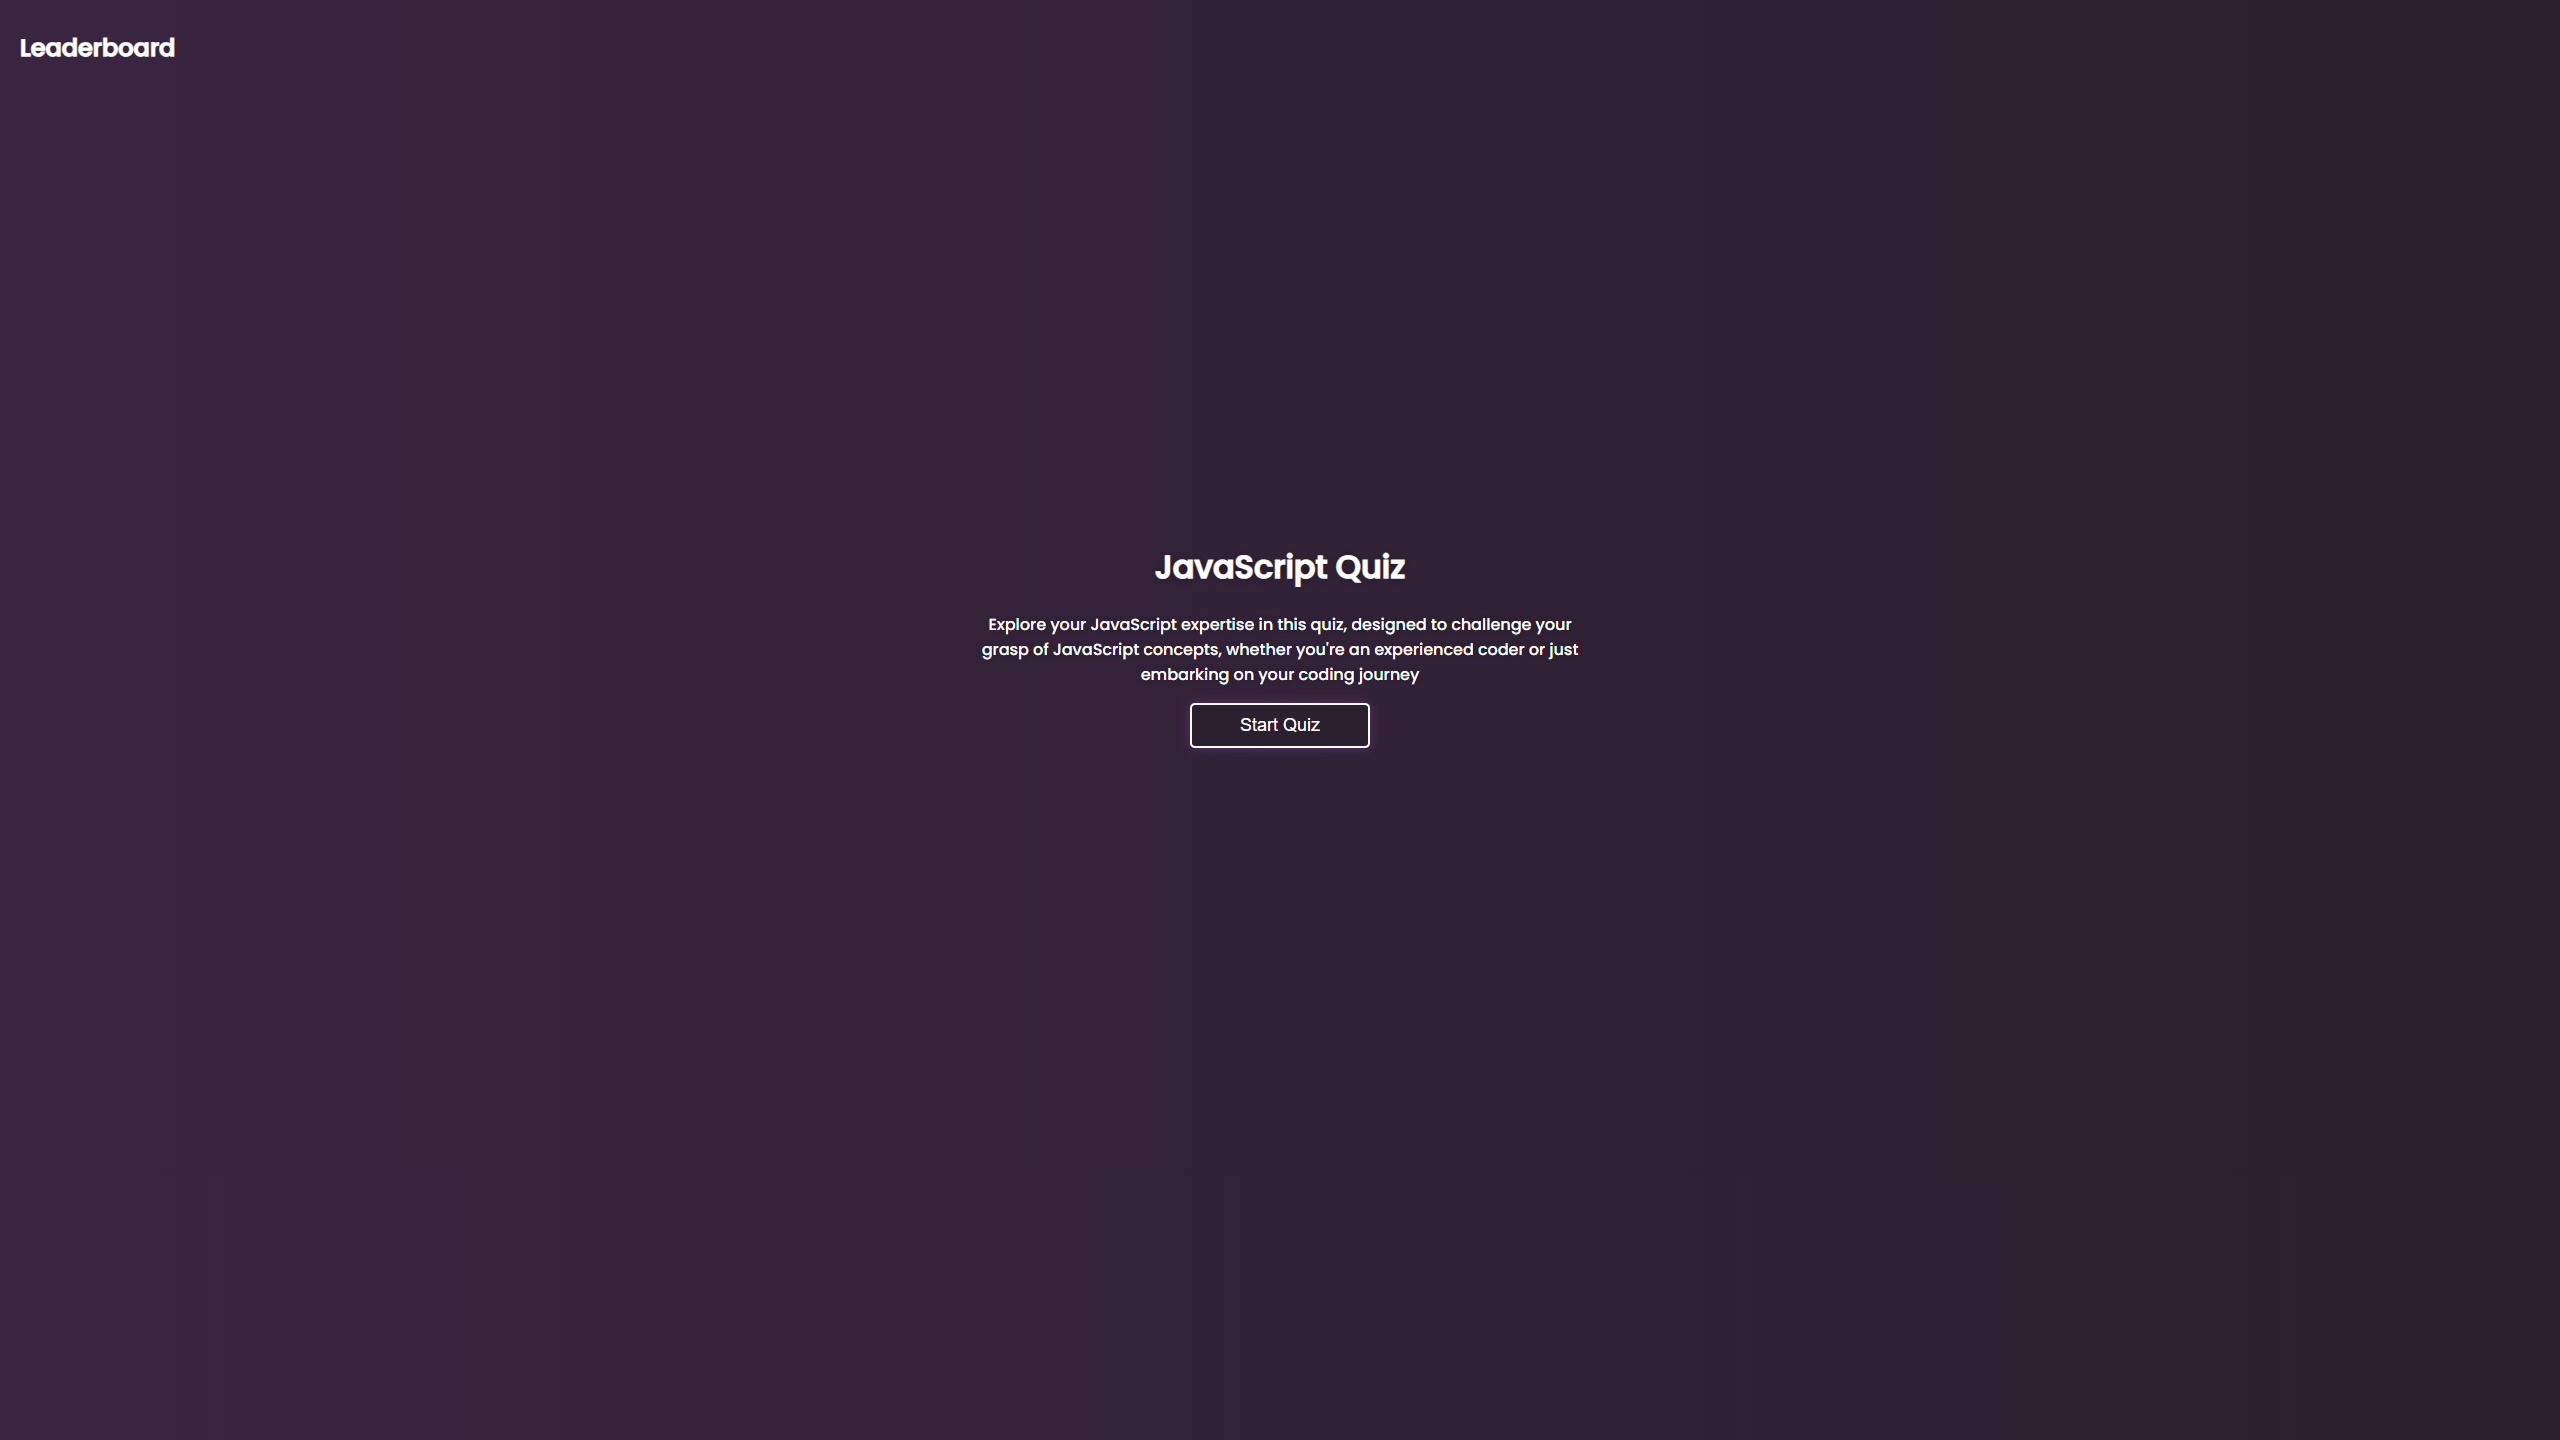 Leaderboard
JavaScript Quiz
Explore your JavaScript expertise in this quiz, designed to challenge your
grasp of JavaScript concepts, whether you're an experienced coder or just
embarking on your coding journey
Start Quiz